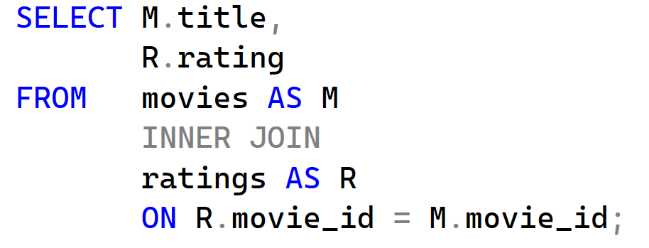 SELECT M.title,
       R.rating
FROM   movies AS M
       INNER JOIN
       ratings AS R
       ON R.movie_id = M.movie_id;